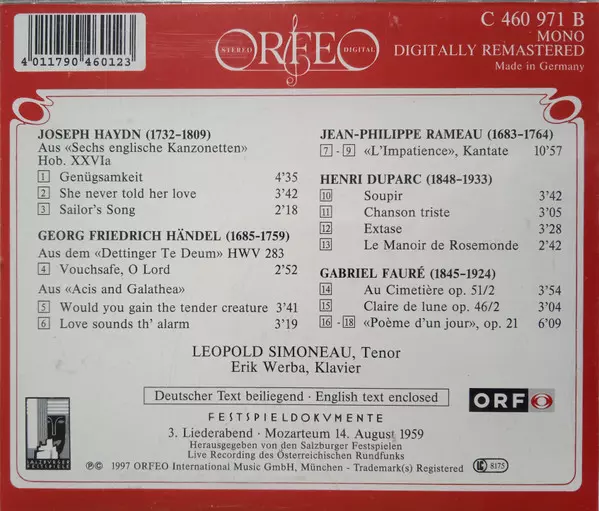 4 011790 460123
STEREO ORFEO DIGITAL
C 460 971 B
MONO
DIGITALLY REMASTERED
Made in Germany
JOSEPH HAYDN (1732-1809)
Aus «Sechs englische Kanzonetten»
Hob. XXVIa
1 Genügsamkeit 4'35
2 She never told her love 3'42
3 Sailor's Song 2'18
GEORG FRIEDRICH HÄNDEL (1685-1759)
Aus dem «Dettinger Te Deum» HWV 283
4 Vouchsafe, O Lord 2'52
Aus «Acis and Galathea»
5 Would you gain the tender creature 3'41
6 Love sounds th' alarm 3'19
JEAN-PHILIPPE RAMEAU (1683-1764)
7 - 9 «L'Impatience», Kantate 10'57
HENRI DUPARC (1848-1933)
10 Soupir 3'42
11 Chanson triste 3'05
12 Extase 3'28
13 Le Manoir de Rosemonde 2'42
GABRIEL FAURÉ (1845-1924)
14 Au Cimetière op. 51/2 3'54
15 Claire de lune op. 46/2 3'04
16 - 18 «Poème d'un jour», op. 21 6'09
LEOPOLD SIMONEAU, Tenor
Erik Werba, Klavier
Deutscher Text beiliegend · English text enclosed
FESTSPIELDOKVMENTE
3. Liederabend · Mozarteum 14. August 1959
Herausgegeben von den Salzburger Festspielen
Live Recording des Österreichischen Rundfunks
℗© 1997 ORFEO International Music GmbH, München · Trademark(s) Registered
SALZBURGER
FESTSPIELE
ORF
LC 8175